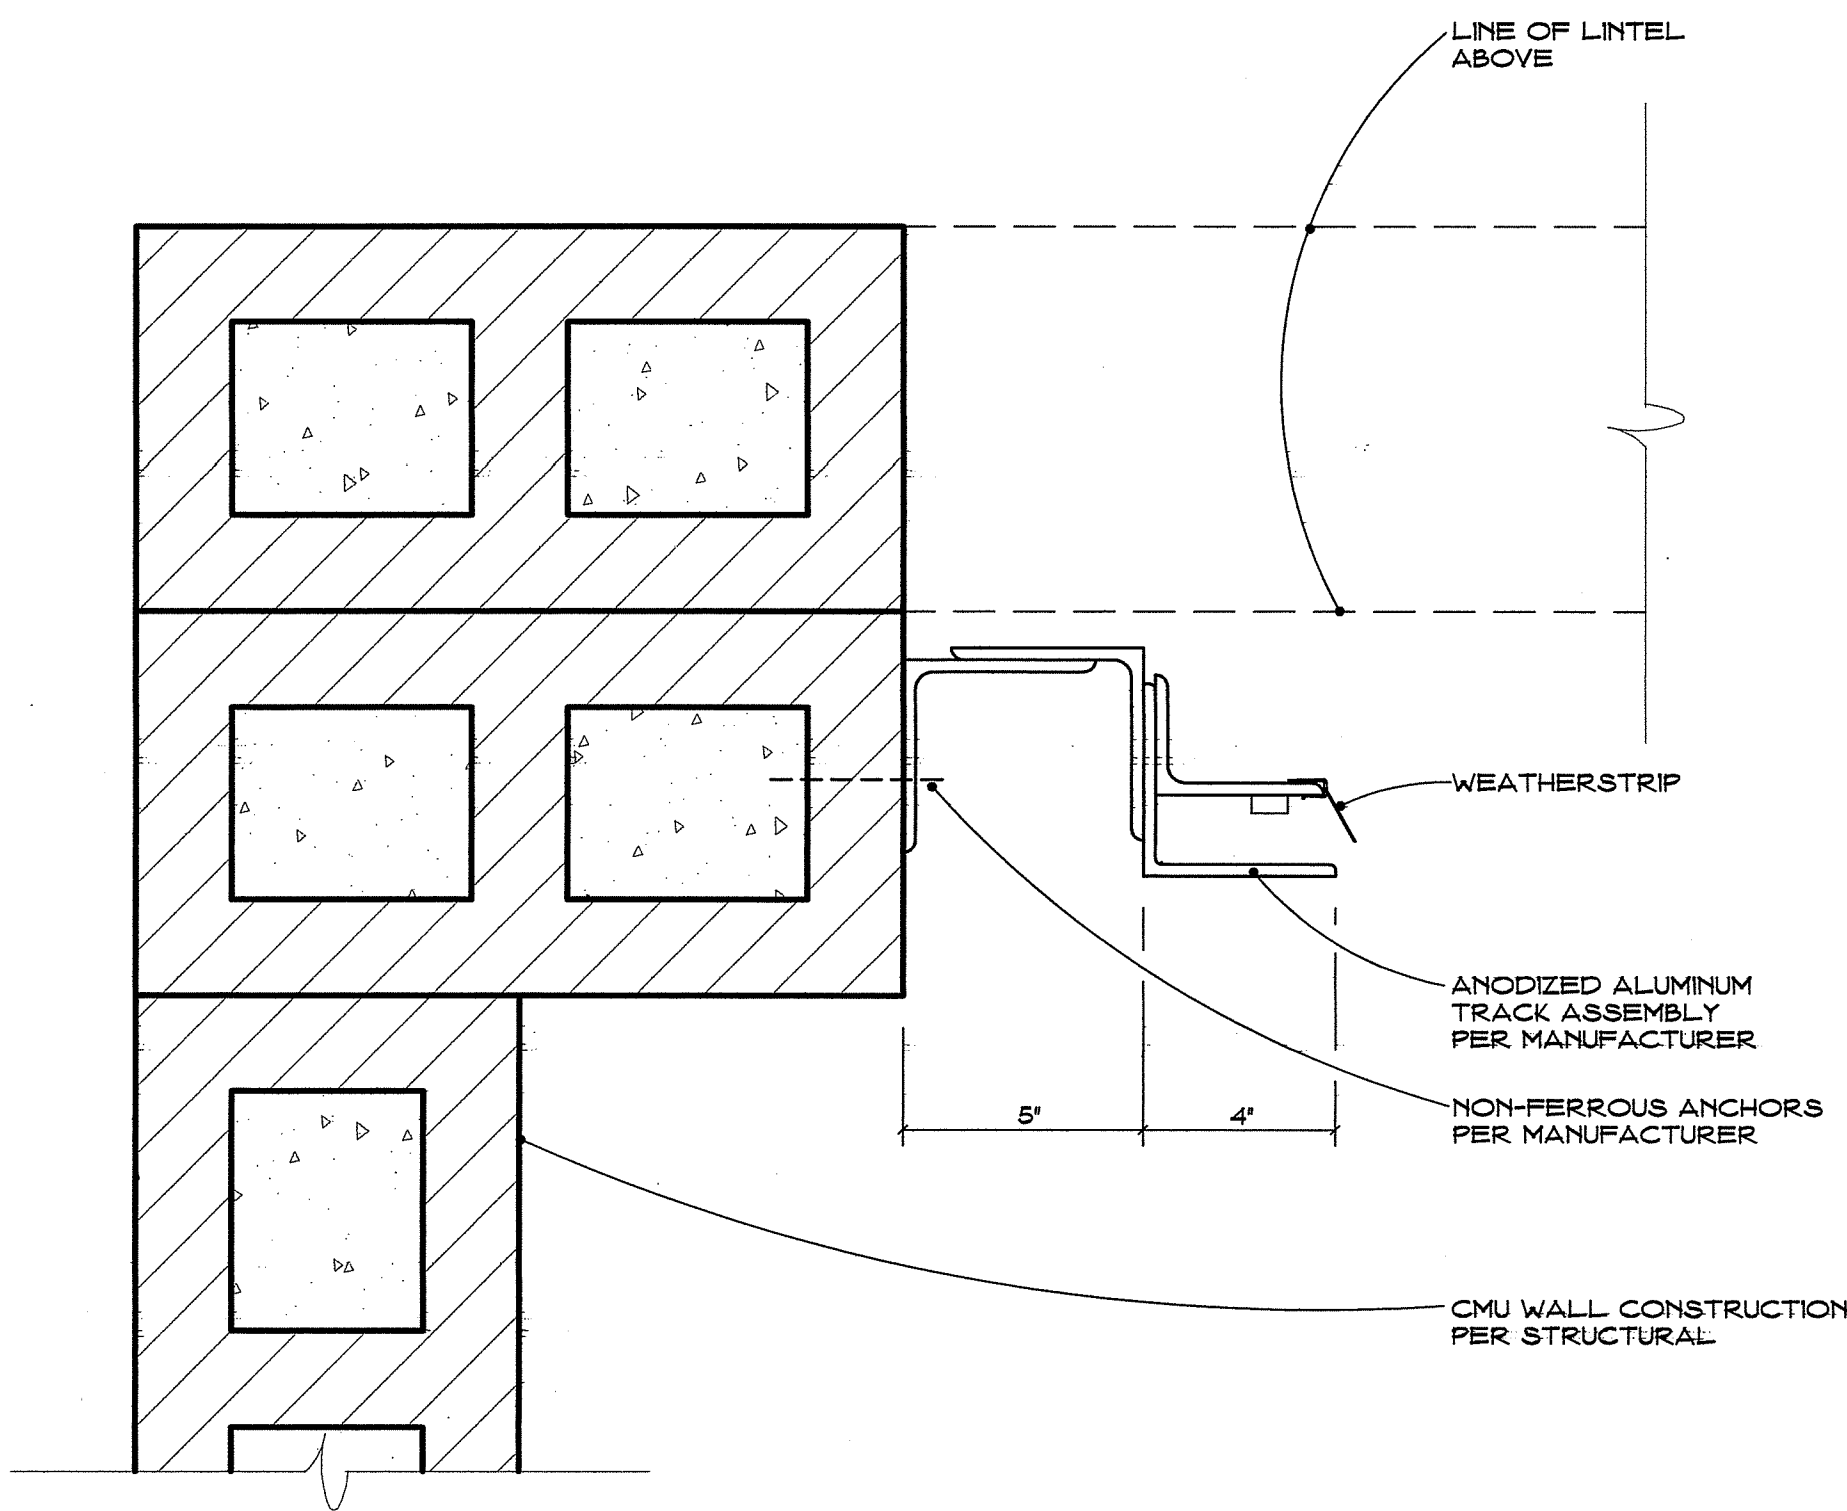 LINE OF LINTEL
ABOVE
WEATHERSTRIP
ANODIZED ALUMINUM
TRACK ASSEMBLY
PER MANUFACTURER
5"
4"
NON-FERROUS ANCHORS
PER MANUFACTURER
CMU WALL CONSTRUCTION
PER STRUCTURAL